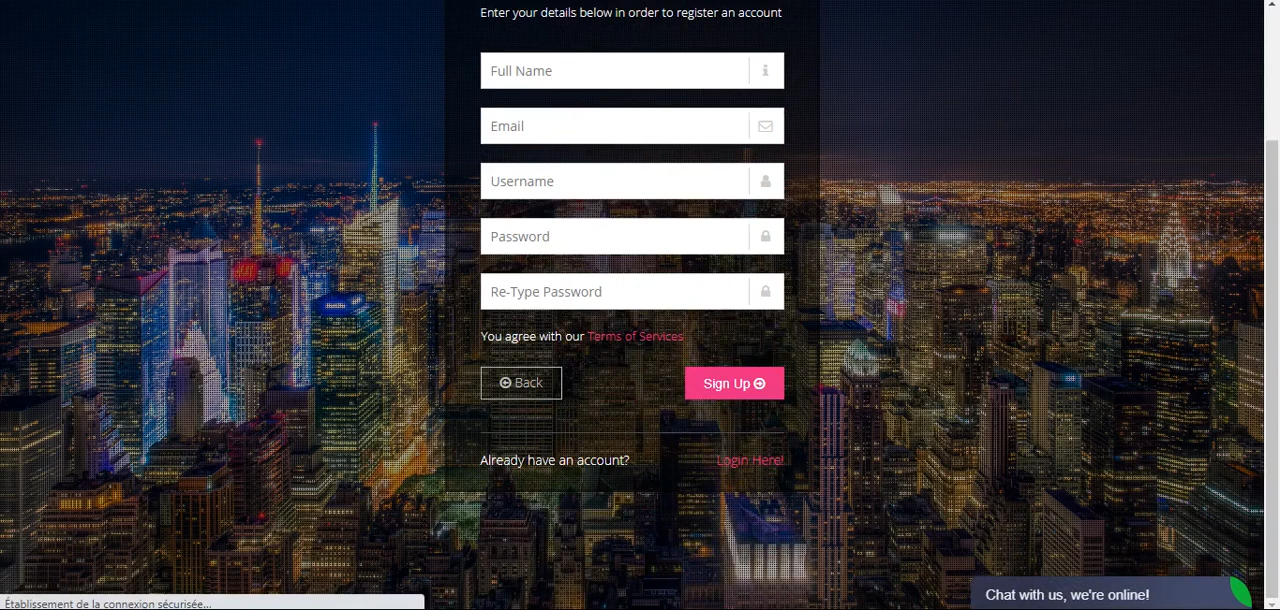 Enter your details below in order to register an account
Full Name
Email
Username
Password
Re-Type Password
You agree with our Terms of Services
Back
Sign Up
Already have an account? Login Here!
Chat with us, we're online!
Établissement de la connexion sécurisée...